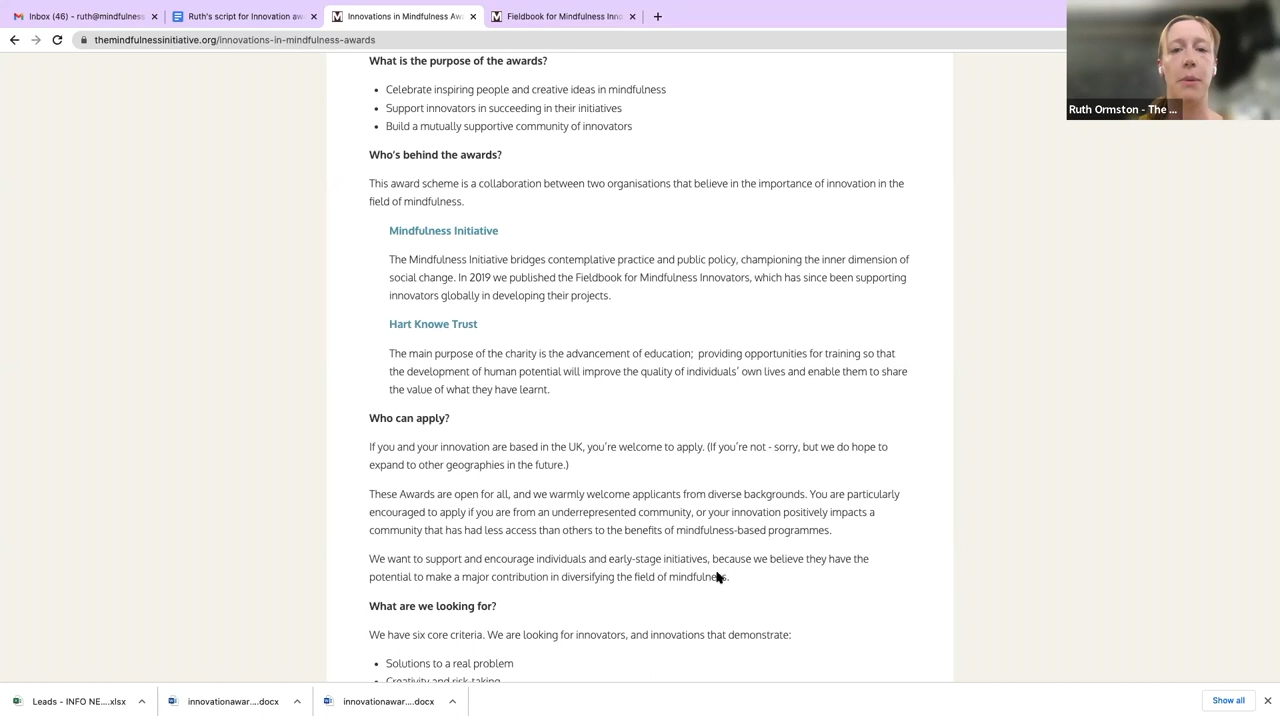 Inbox (46) - ruth@mindfulness
Ruth's script for Innovation aw
Innovations in Mindfulness Awa
Fieldbook for Mindfulness Inno
themindfulnessinitiative.org/innovations-in-mindfulness-awards
Ruth Ormston - The ...
What is the purpose of the awards?
• Celebrate inspiring people and creative ideas in mindfulness
• Support innovators in succeeding in their initiatives
• Build a mutually supportive community of innovators
Who's behind the awards?
This award scheme is a collaboration between two organisations that believe in the importance of innovation in the
field of mindfulness.
Mindfulness Initiative
The Mindfulness Initiative bridges contemplative practice and public policy, championing the inner dimension of
social change. In 2019 we published the Fieldbook for Mindfulness Innovators, which has since been supporting
innovators globally in developing their projects.
Hart Knowe Trust
The main purpose of the charity is the advancement of education; providing opportunities for training so that
the development of human potential will improve the quality of individuals' own lives and enable them to share
the value of what they have learnt.
Who can apply?
If you and your innovation are based in the UK, you're welcome to apply. (If you're not - sorry, but we do hope to
expand to other geographies in the future.)
These Awards are open for all, and we warmly welcome applicants from diverse backgrounds. You are particularly
encouraged to apply if you are from an underrepresented community, or your innovation positively impacts a
community that has had less access than others to the benefits of mindfulness-based programmes.
We want to support and encourage individuals and early-stage initiatives, because we believe they have the
potential to make a major contribution in diversifying the field of mindfulness.
What are we looking for?
We have six core criteria. We are looking for innovators, and innovations that demonstrate:
• Solutions to a real problem
• Creativity and risk-taking
Leads - INFO NE....xlsx
innovationawar....docx
innovationawar....docx
Show all